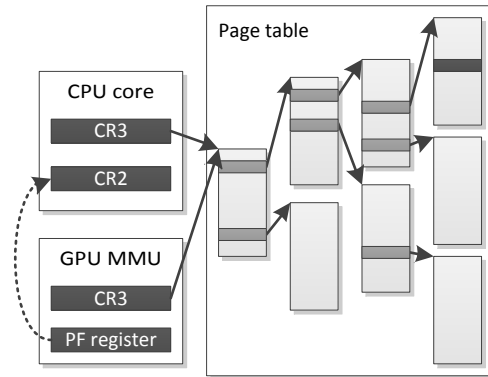 Page table
CPU core
CR3
CR2
GPU MMU
CR3
PF register